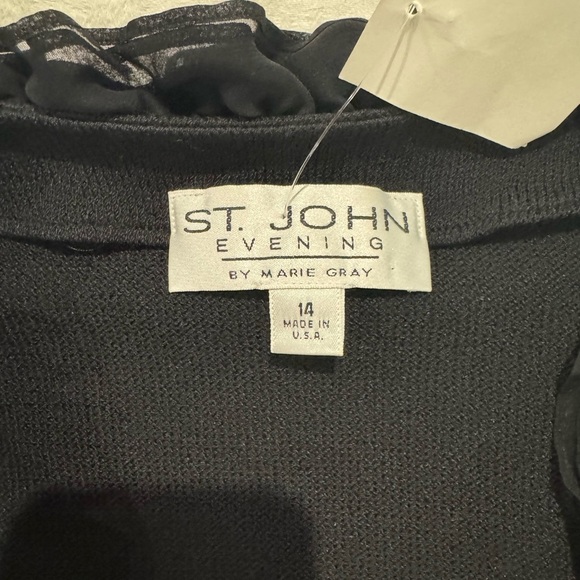 ST. JOHN
EVENING
BY MARIE GRAY
14
MADE IN
U.S.A.